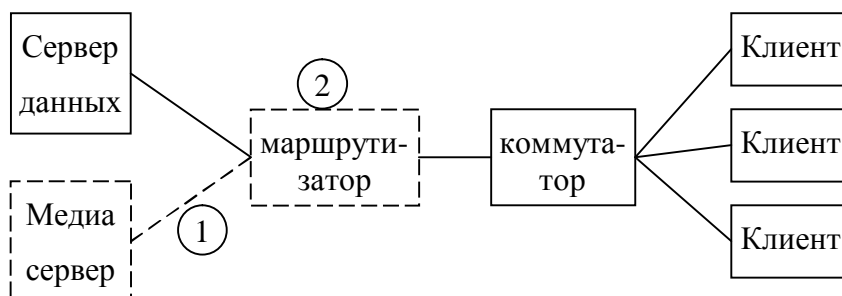 Сервер
данных
Медиа
сервер
1
2
маршрути-
затор
коммута-
тор
Клиент
Клиент
Клиент